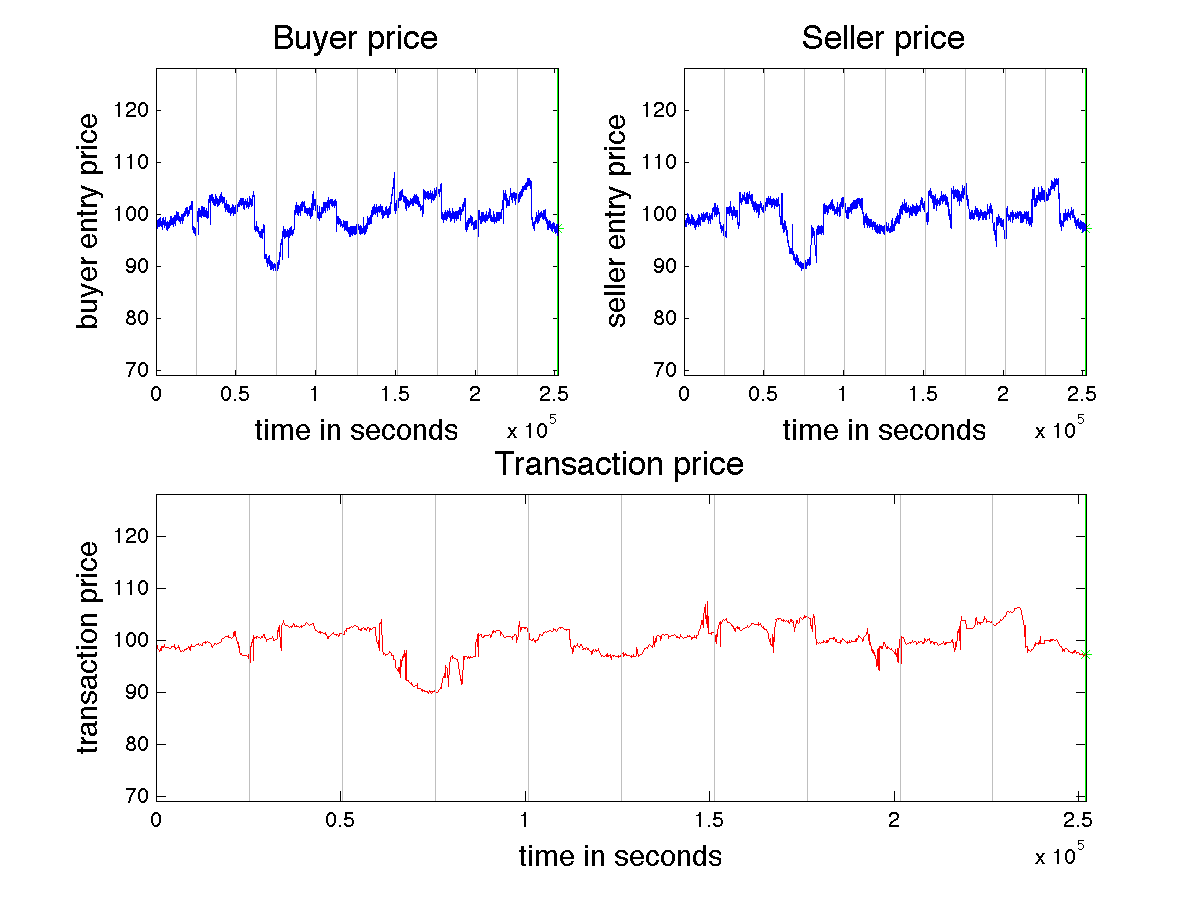 Buyer price
buyer entry price
120
110
100
90
80
70
0 0.5 1 1.5 2 2.5
x 10^5
time in seconds
Seller price
seller entry price
120
110
100
90
80
70
0 0.5 1 1.5 2 2.5
x 10^5
time in seconds
Transaction price
transaction price
120
110
100
90
80
70
0 0.5 1 1.5 2 2.5
x 10^5
time in seconds